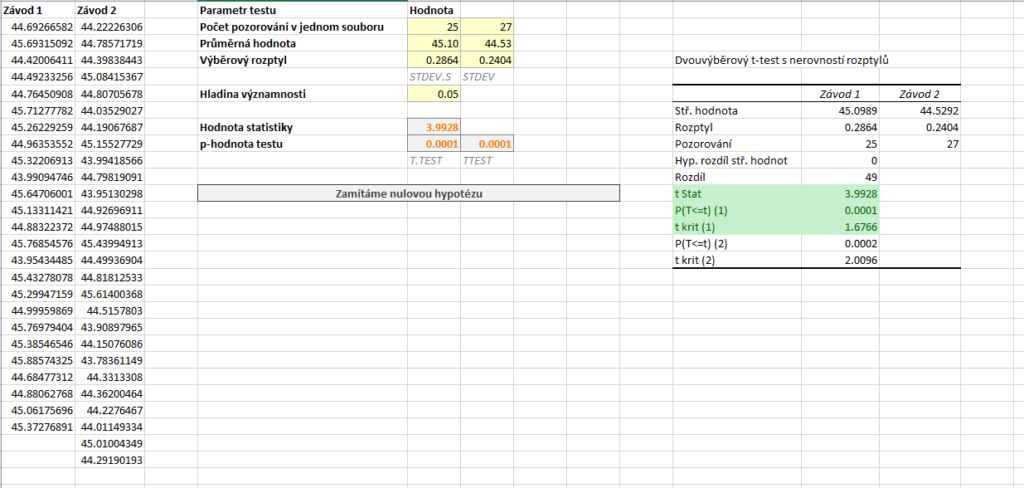 Závod 1 Závod 2 Parametr testu Hodnota
44.69266582 44.22226306 Počet pozorování v jednom souboru 25 27
45.69315092 44.78571719 Průměrná hodnota 45.10 44.53
44.42006411 44.39838443 Výběrový rozptyl 0.2864 0.2404 Dvouvýběrový t-test s nerovností rozptylů
44.49233256 45.08415367 STDEV.S STDEV
44.76450908 44.80705678 Hladina významnosti 0.05 Závod 1 Závod 2
45.71277782 44.03529027 Stř. hodnota 45.0989 44.5292
45.26229259 44.19067687 Hodnota statistiky 3.9928 Rozptyl 0.2864 0.2404
44.96353552 45.15527729 p-hodnota testu 0.0001 0.0001 Pozorování 25 27
45.32206913 43.99418566 T.TEST TTEST Hyp. rozdíl stř. hodnot 0
43.99094746 44.79819091 Rozdíl 49
45.64706001 43.95130298 Zamítáme nulovou hypotézu t Stat 3.9928
45.13311421 44.92696911 P(T<=t) (1) 0.0001
44.88322372 44.97488015 t krit (1) 1.6766
45.76854576 45.43994913 P(T<=t) (2) 0.0002
43.95434485 44.49936904 t krit (2) 2.0096
45.43278078 44.81812533
45.29947159 45.61400368
44.99959869 44.5157803
45.76979404 43.90897965
45.38546546 44.15076086
45.88574325 43.78361149
44.68477312 44.3313308
44.88062768 44.36200464
45.06175696 44.2276467
45.37276891 44.01149334
45.01004349
44.29190193